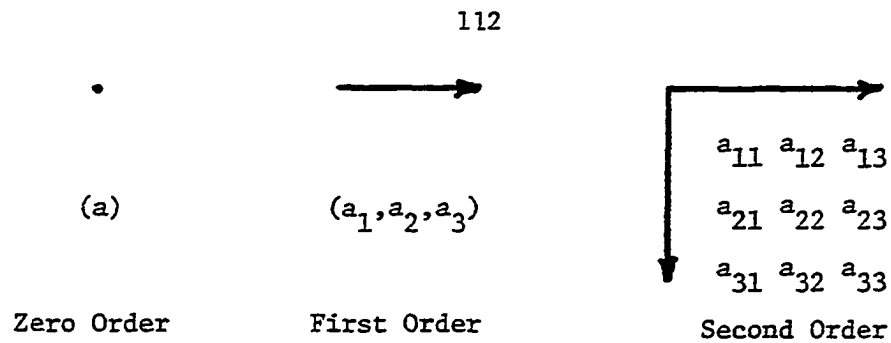 112
a11 a12 a13
(a) (a1,a2,a3) a21 a22 a23
a31 a32 a33
Zero Order First Order Second Order